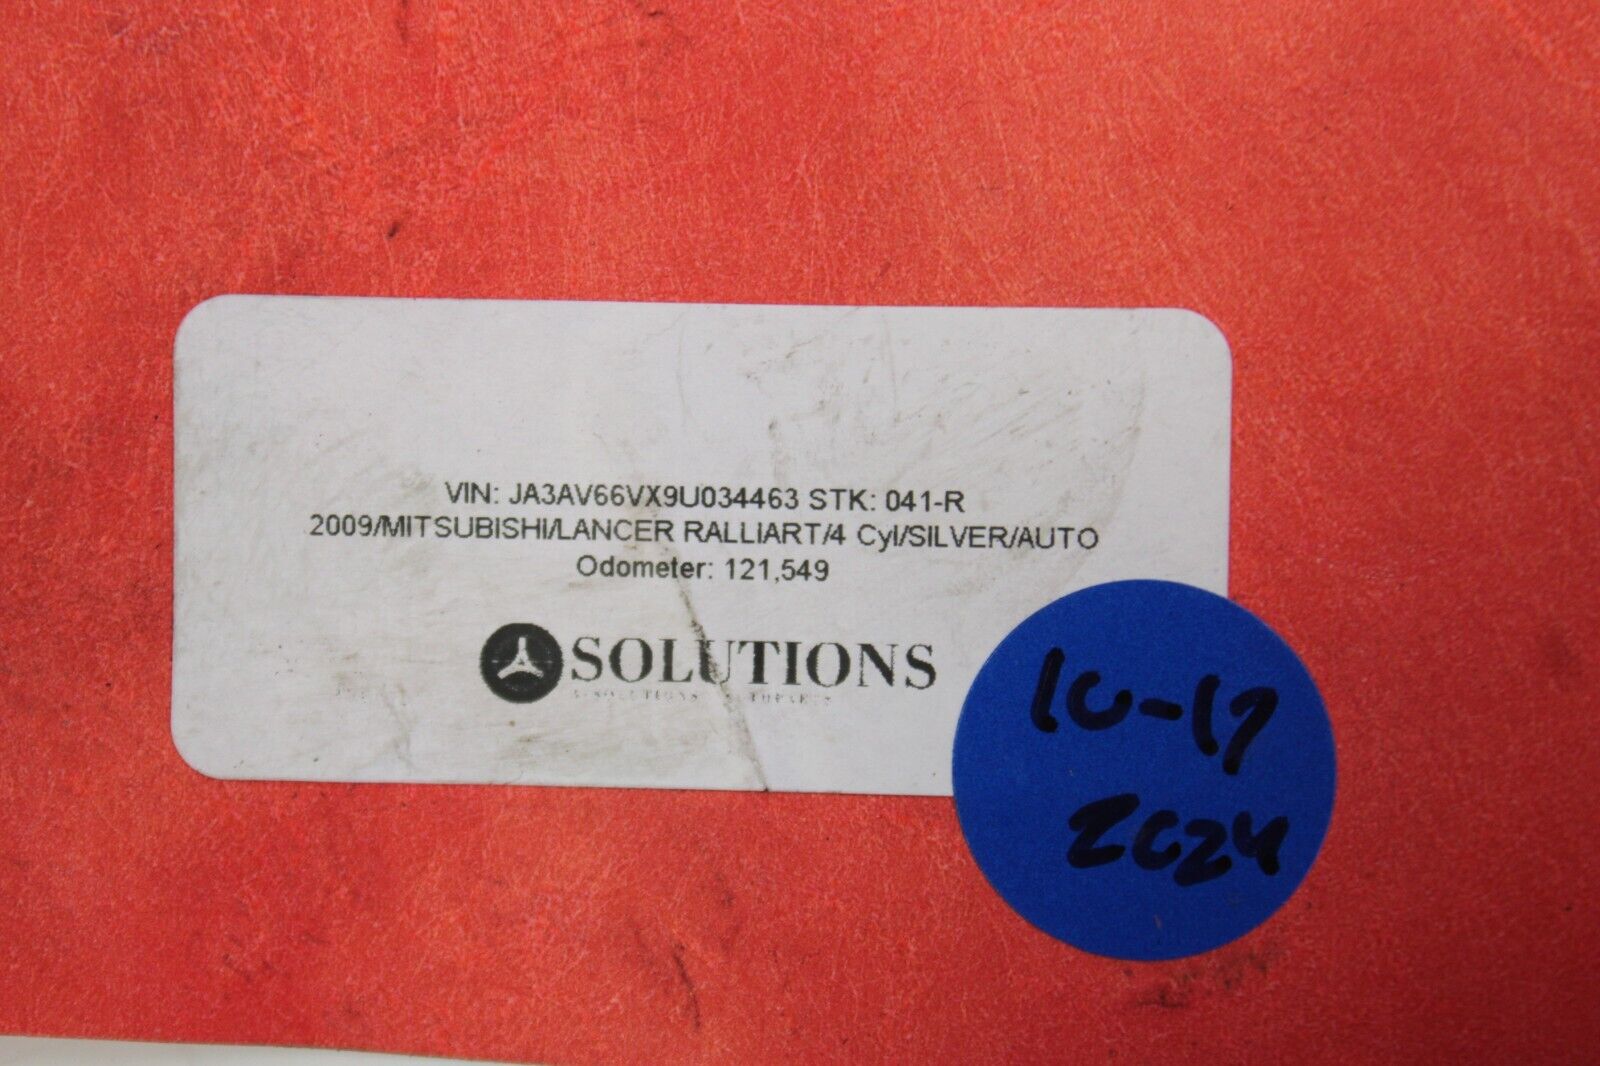 VIN: JA3AV66VX9U034463 STK: 041-R
2009/MITSUBISHI/LANCER RALLIART/4 Cyl/SILVER/AUTO
Odometer: 121,549
SOLUTIONS
10-17
2024